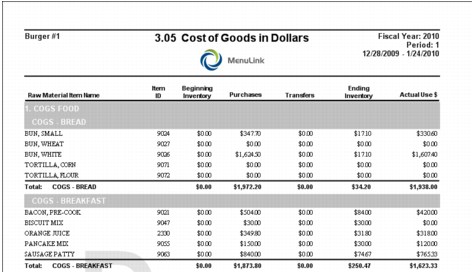 Burger #1
3.05 Cost of Goods in Dollars
Fiscal Year: 2010
Period: 1
12/28/2009 - 1/24/2010
MenuLink
Raw Material Item Name Item ID Beginning Inventory Purchases Transfers Ending Inventory Actual Use $
1. COGS FOOD
COGS - BREAD
BUN, SMALL 9024 $0.00 $347.70 $0.00 $17.10 $330.60
BUN, WHEAT 9027 $0.00 $0.00 $0.00 $0.00 $0.00
BUN, WHITE 9026 $0.00 $1,624.50 $0.00 $17.10 $1,607.40
TORTILLA, CORN 9071 $0.00 $0.00 $0.00 $0.00 $0.00
TORTILLA, FLOUR 9072 $0.00 $0.00 $0.00 $0.00 $0.00
Total: COGS - BREAD $0.00 $1,972.20 $0.00 $34.20 $1,938.00
COGS - BREAKFAST
BACON, PRE-COOK 9021 $0.00 $504.00 $0.00 $84.00 $420.00
BISCUIT MIX 9047 $0.00 $30.00 $0.00 $30.00 $0.00
ORANGE JUICE 2330 $0.00 $349.80 $0.00 $31.80 $318.00
PANCAKE MIX 9055 $0.00 $150.00 $0.00 $30.00 $120.00
SAUSAGE PATTY 9063 $0.00 $840.00 $0.00 $74.67 $765.33
Total: COGS - BREAKFAST $0.00 $1,873.80 $0.00 $250.47 $1,623.33